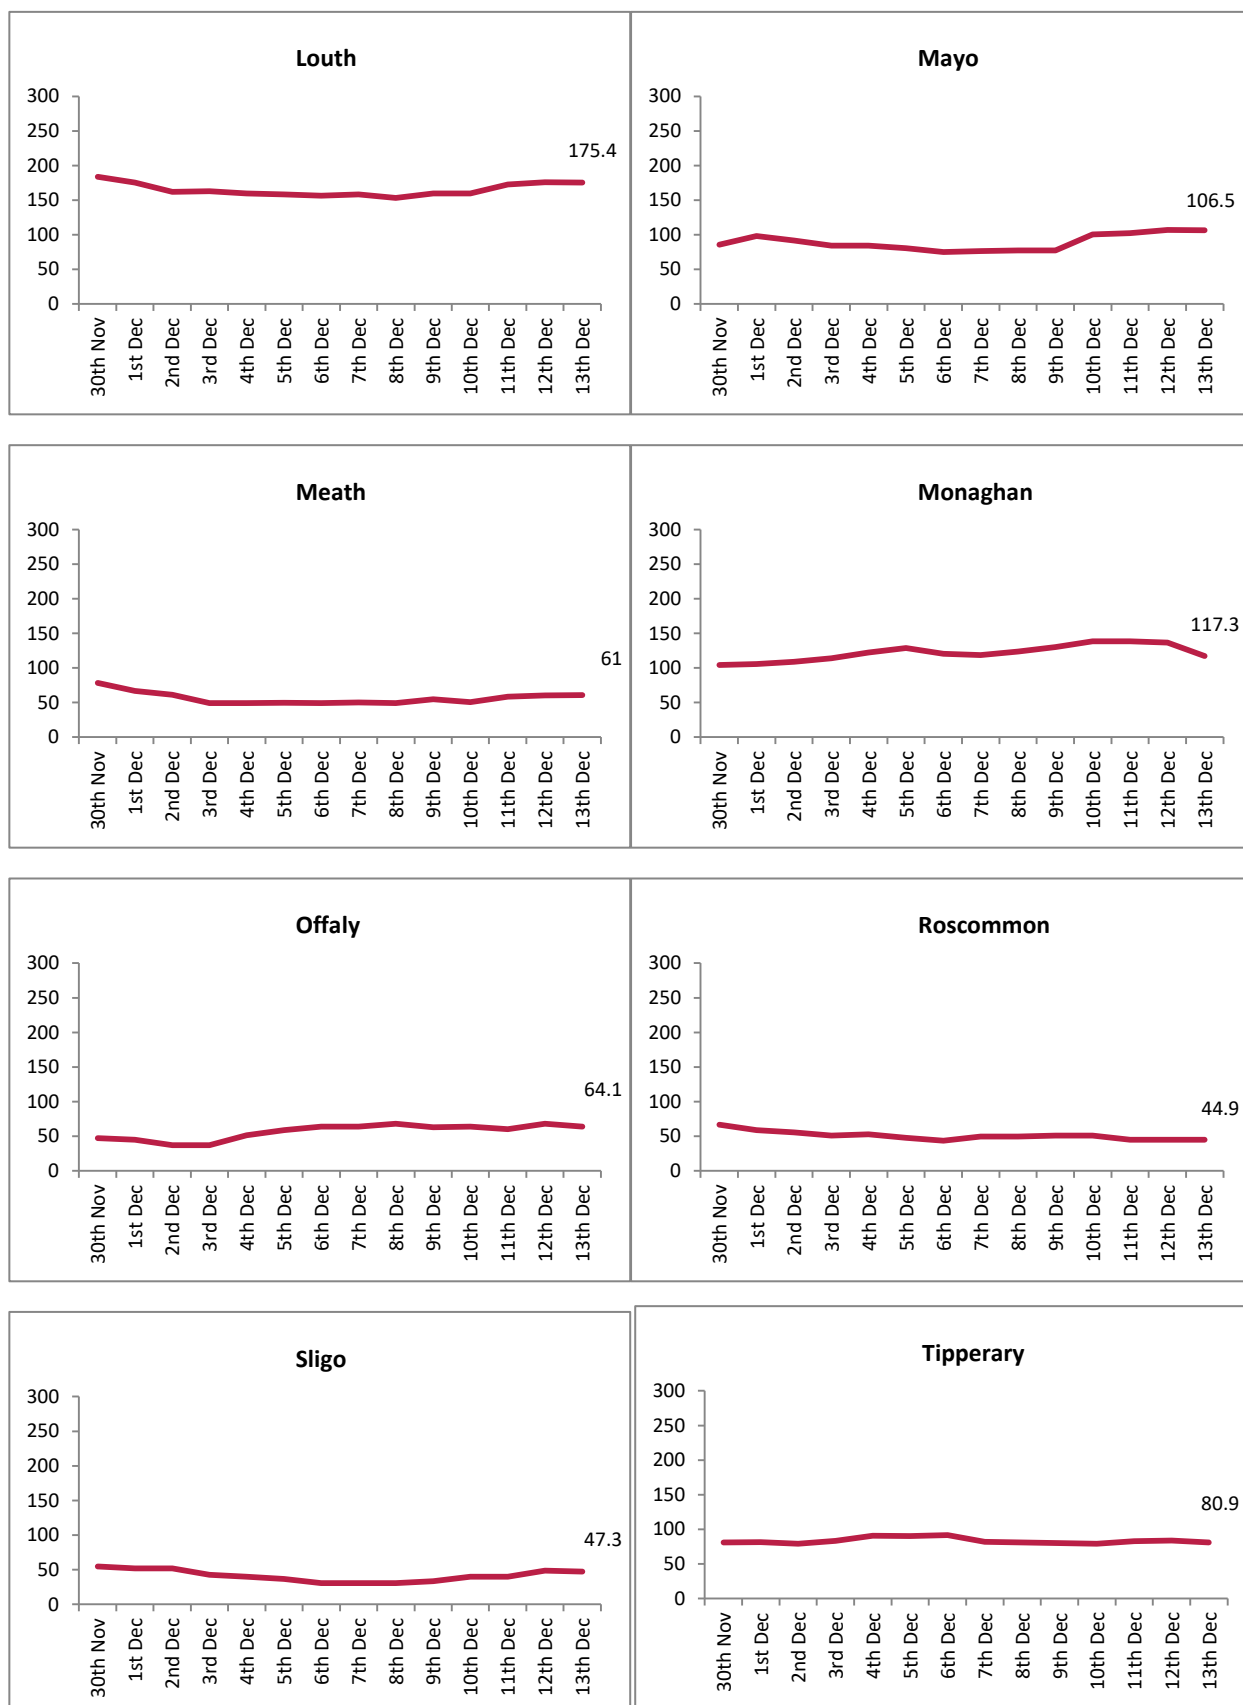 Louth
300
250
200
150
100
50
0
175.4
30th Nov
1st Dec
2nd Dec
3rd Dec
4th Dec
5th Dec
6th Dec
7th Dec
8th Dec
9th Dec
10th Dec
11th Dec
12th Dec
13th Dec
Mayo
300
250
200
150
100
50
0
106.5
30th Nov
1st Dec
2nd Dec
3rd Dec
4th Dec
5th Dec
6th Dec
7th Dec
8th Dec
9th Dec
10th Dec
11th Dec
12th Dec
13th Dec
Meath
300
250
200
150
100
50
0
61
30th Nov
1st Dec
2nd Dec
3rd Dec
4th Dec
5th Dec
6th Dec
7th Dec
8th Dec
9th Dec
10th Dec
11th Dec
12th Dec
13th Dec
Monaghan
300
250
200
150
100
50
0
117.3
30th Nov
1st Dec
2nd Dec
3rd Dec
4th Dec
5th Dec
6th Dec
7th Dec
8th Dec
9th Dec
10th Dec
11th Dec
12th Dec
13th Dec
Offaly
300
250
200
150
100
50
0
64.1
30th Nov
1st Dec
2nd Dec
3rd Dec
4th Dec
5th Dec
6th Dec
7th Dec
8th Dec
9th Dec
10th Dec
11th Dec
12th Dec
13th Dec
Roscommon
300
250
200
150
100
50
0
44.9
30th Nov
1st Dec
2nd Dec
3rd Dec
4th Dec
5th Dec
6th Dec
7th Dec
8th Dec
9th Dec
10th Dec
11th Dec
12th Dec
13th Dec
Sligo
300
250
200
150
100
50
0
47.3
30th Nov
1st Dec
2nd Dec
3rd Dec
4th Dec
5th Dec
6th Dec
7th Dec
8th Dec
9th Dec
10th Dec
11th Dec
12th Dec
13th Dec
Tipperary
300
250
200
150
100
50
0
80.9
30th Nov
1st Dec
2nd Dec
3rd Dec
4th Dec
5th Dec
6th Dec
7th Dec
8th Dec
9th Dec
10th Dec
11th Dec
12th Dec
13th Dec